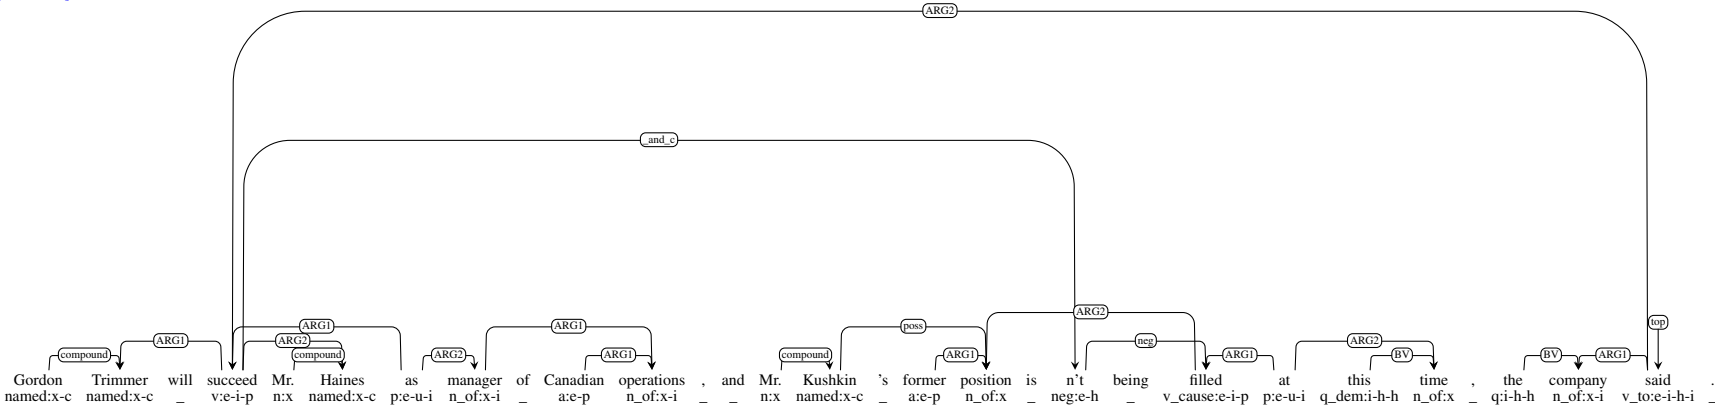 ARG2
_and_c
ARG2
top
ARG1 ARG1 poss
ARG1 ARG2 neg ARG2
compound compound ARG2 ARG1 compound ARG1 ARG1 BV BV ARG1
Gordon Trimmer will succeed Mr. Haines as manager of Canadian operations , and Mr. Kushkin 's former position is n't being filled at this time , the company said .
named:x-c named:x-c _ v:e-i-p n:x named:x-c p:e-u-i n_of:x-i _ a:e-p n_of:x-i _ _ n:x named:x-c _ a:e-p n_of:x _ neg:e-h _ v_cause:e-i-p p:e-u-i q_dem:i-h-h n_of:x _ q:i-h-h n_of:x-i v_to:e-i-h-i _